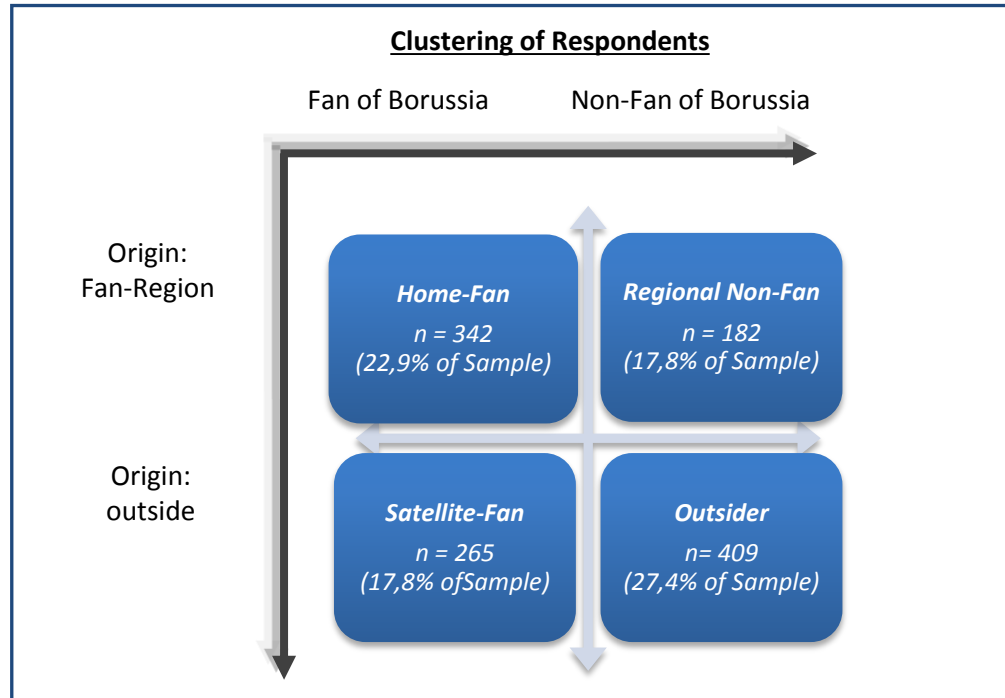 Clustering of Respondents
Fan of Borussia
Non-Fan of Borussia
Origin:
Fan-Region
Home-Fan
n = 342
(22,9% of Sample)
Regional Non-Fan
n = 182
(17,8% of Sample)
Origin:
outside
Satellite-Fan
n = 265
(17,8% ofSample)
Outsider
n= 409
(27,4% of Sample)